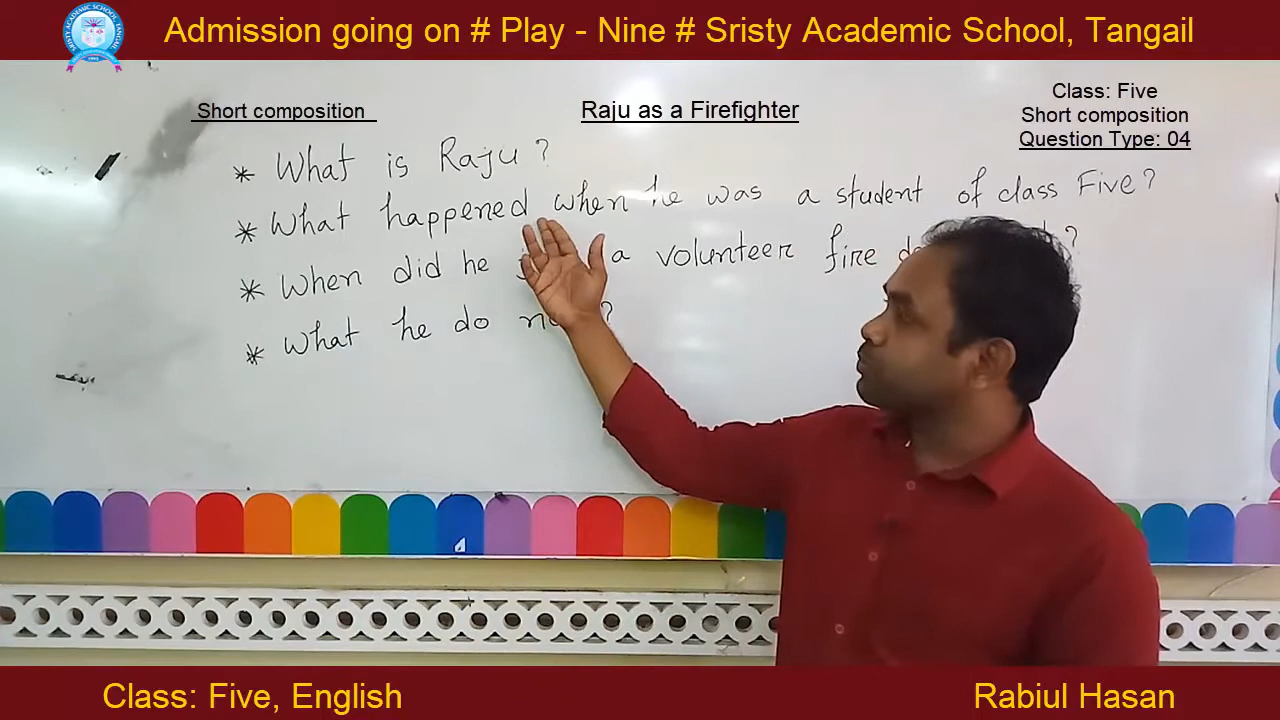 Admission going on # Play - Nine # Sristy Academic School, Tangail
Short composition
Raju as a Firefighter
Class: Five
Short composition
Question Type: 04
* What is Raju?
* What happened when he was a student of class Five?
* When did he a volunteer fire ?
* What he do ?
Class: Five, English
Rabiul Hasan